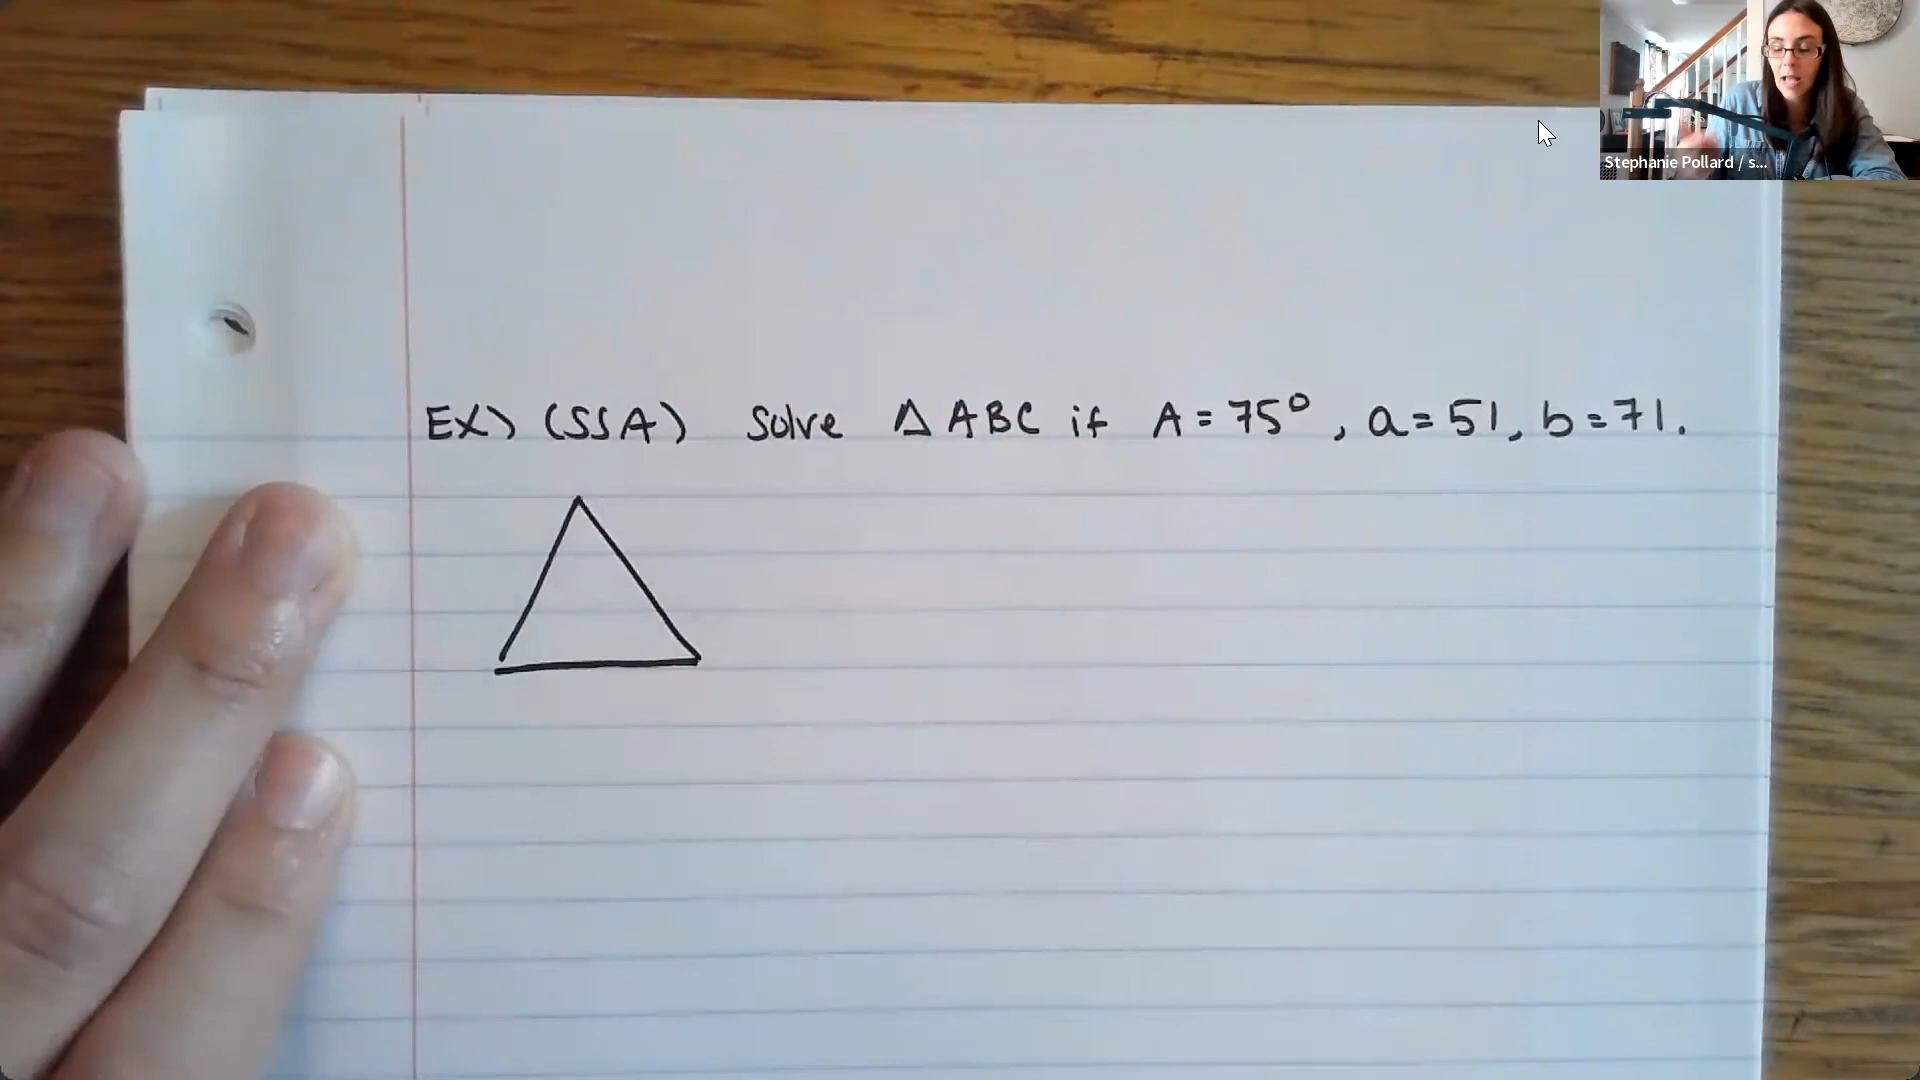 Stephanie Pollard / s...
EX) (SSA) Solve △ABC if A = 75°, a = 51, b = 71.